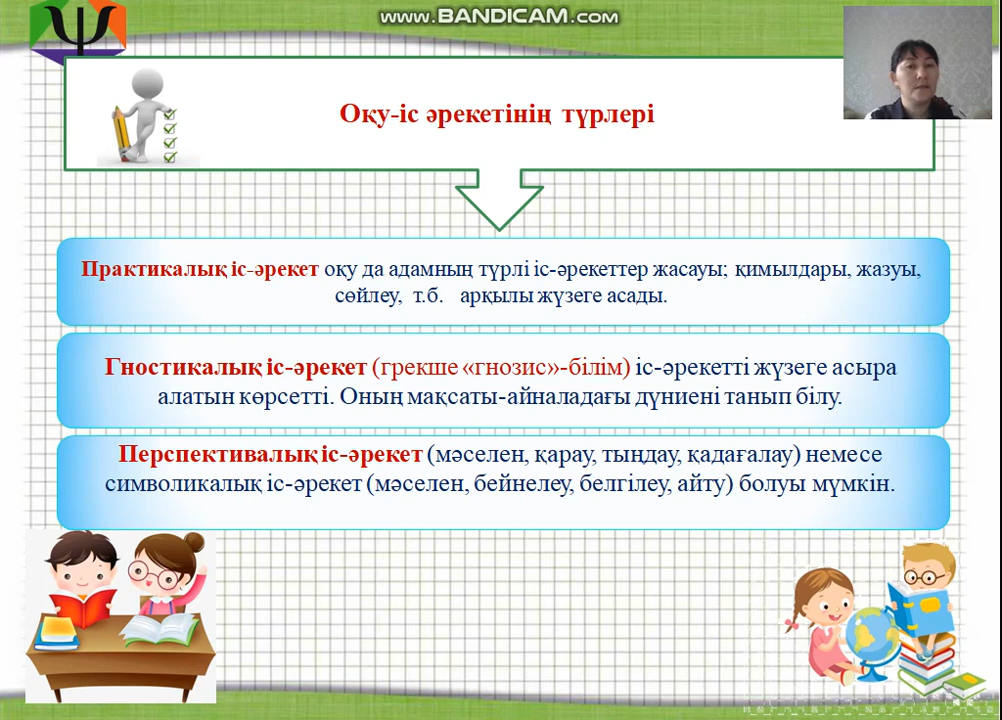 www.BANDICAM.com
Оқу-іс әрекетінің түрлері
Практикалық іс-әрекет оқу да адамның түрлі іс-әрекеттер жасауы; қимылдары, жазуы,
сөйлеу, т.б. арқылы жүзеге асады.
Гностикалық іс-әрекет (грекше «гнозис»-білім) іс-әрекетті жүзеге асыра
алатын көрсетті. Оның мақсаты-айналадағы дүниені танып білу.
Перспективалық іс-әрекет (мәселен, қарау, тыңдау, қадағалау) немесе
символикалық іс-әрекет (мәселен, бейнелеу, белгілеу, айту) болуы мүмкін.